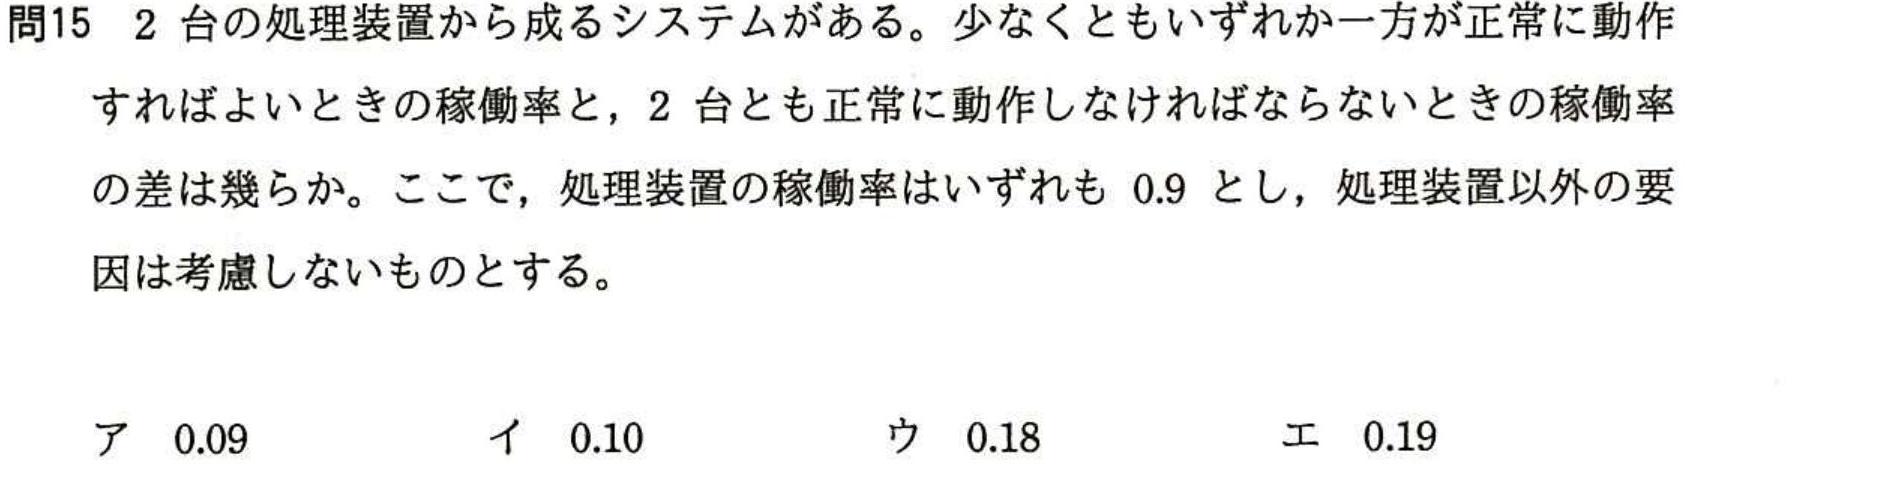 問15 2 台の処理装置から成るシステムがある。少なくともいずれか一方が正常に動作
すればよいときの稼働率と，2 台とも正常に動作しなければならないときの稼働率
の差は幾らか。ここで，処理装置の稼働率はいずれも 0.9 とし，処理装置以外の要
因は考慮しないものとする。
ア 0.09 イ 0.10 ウ 0.18 エ 0.19